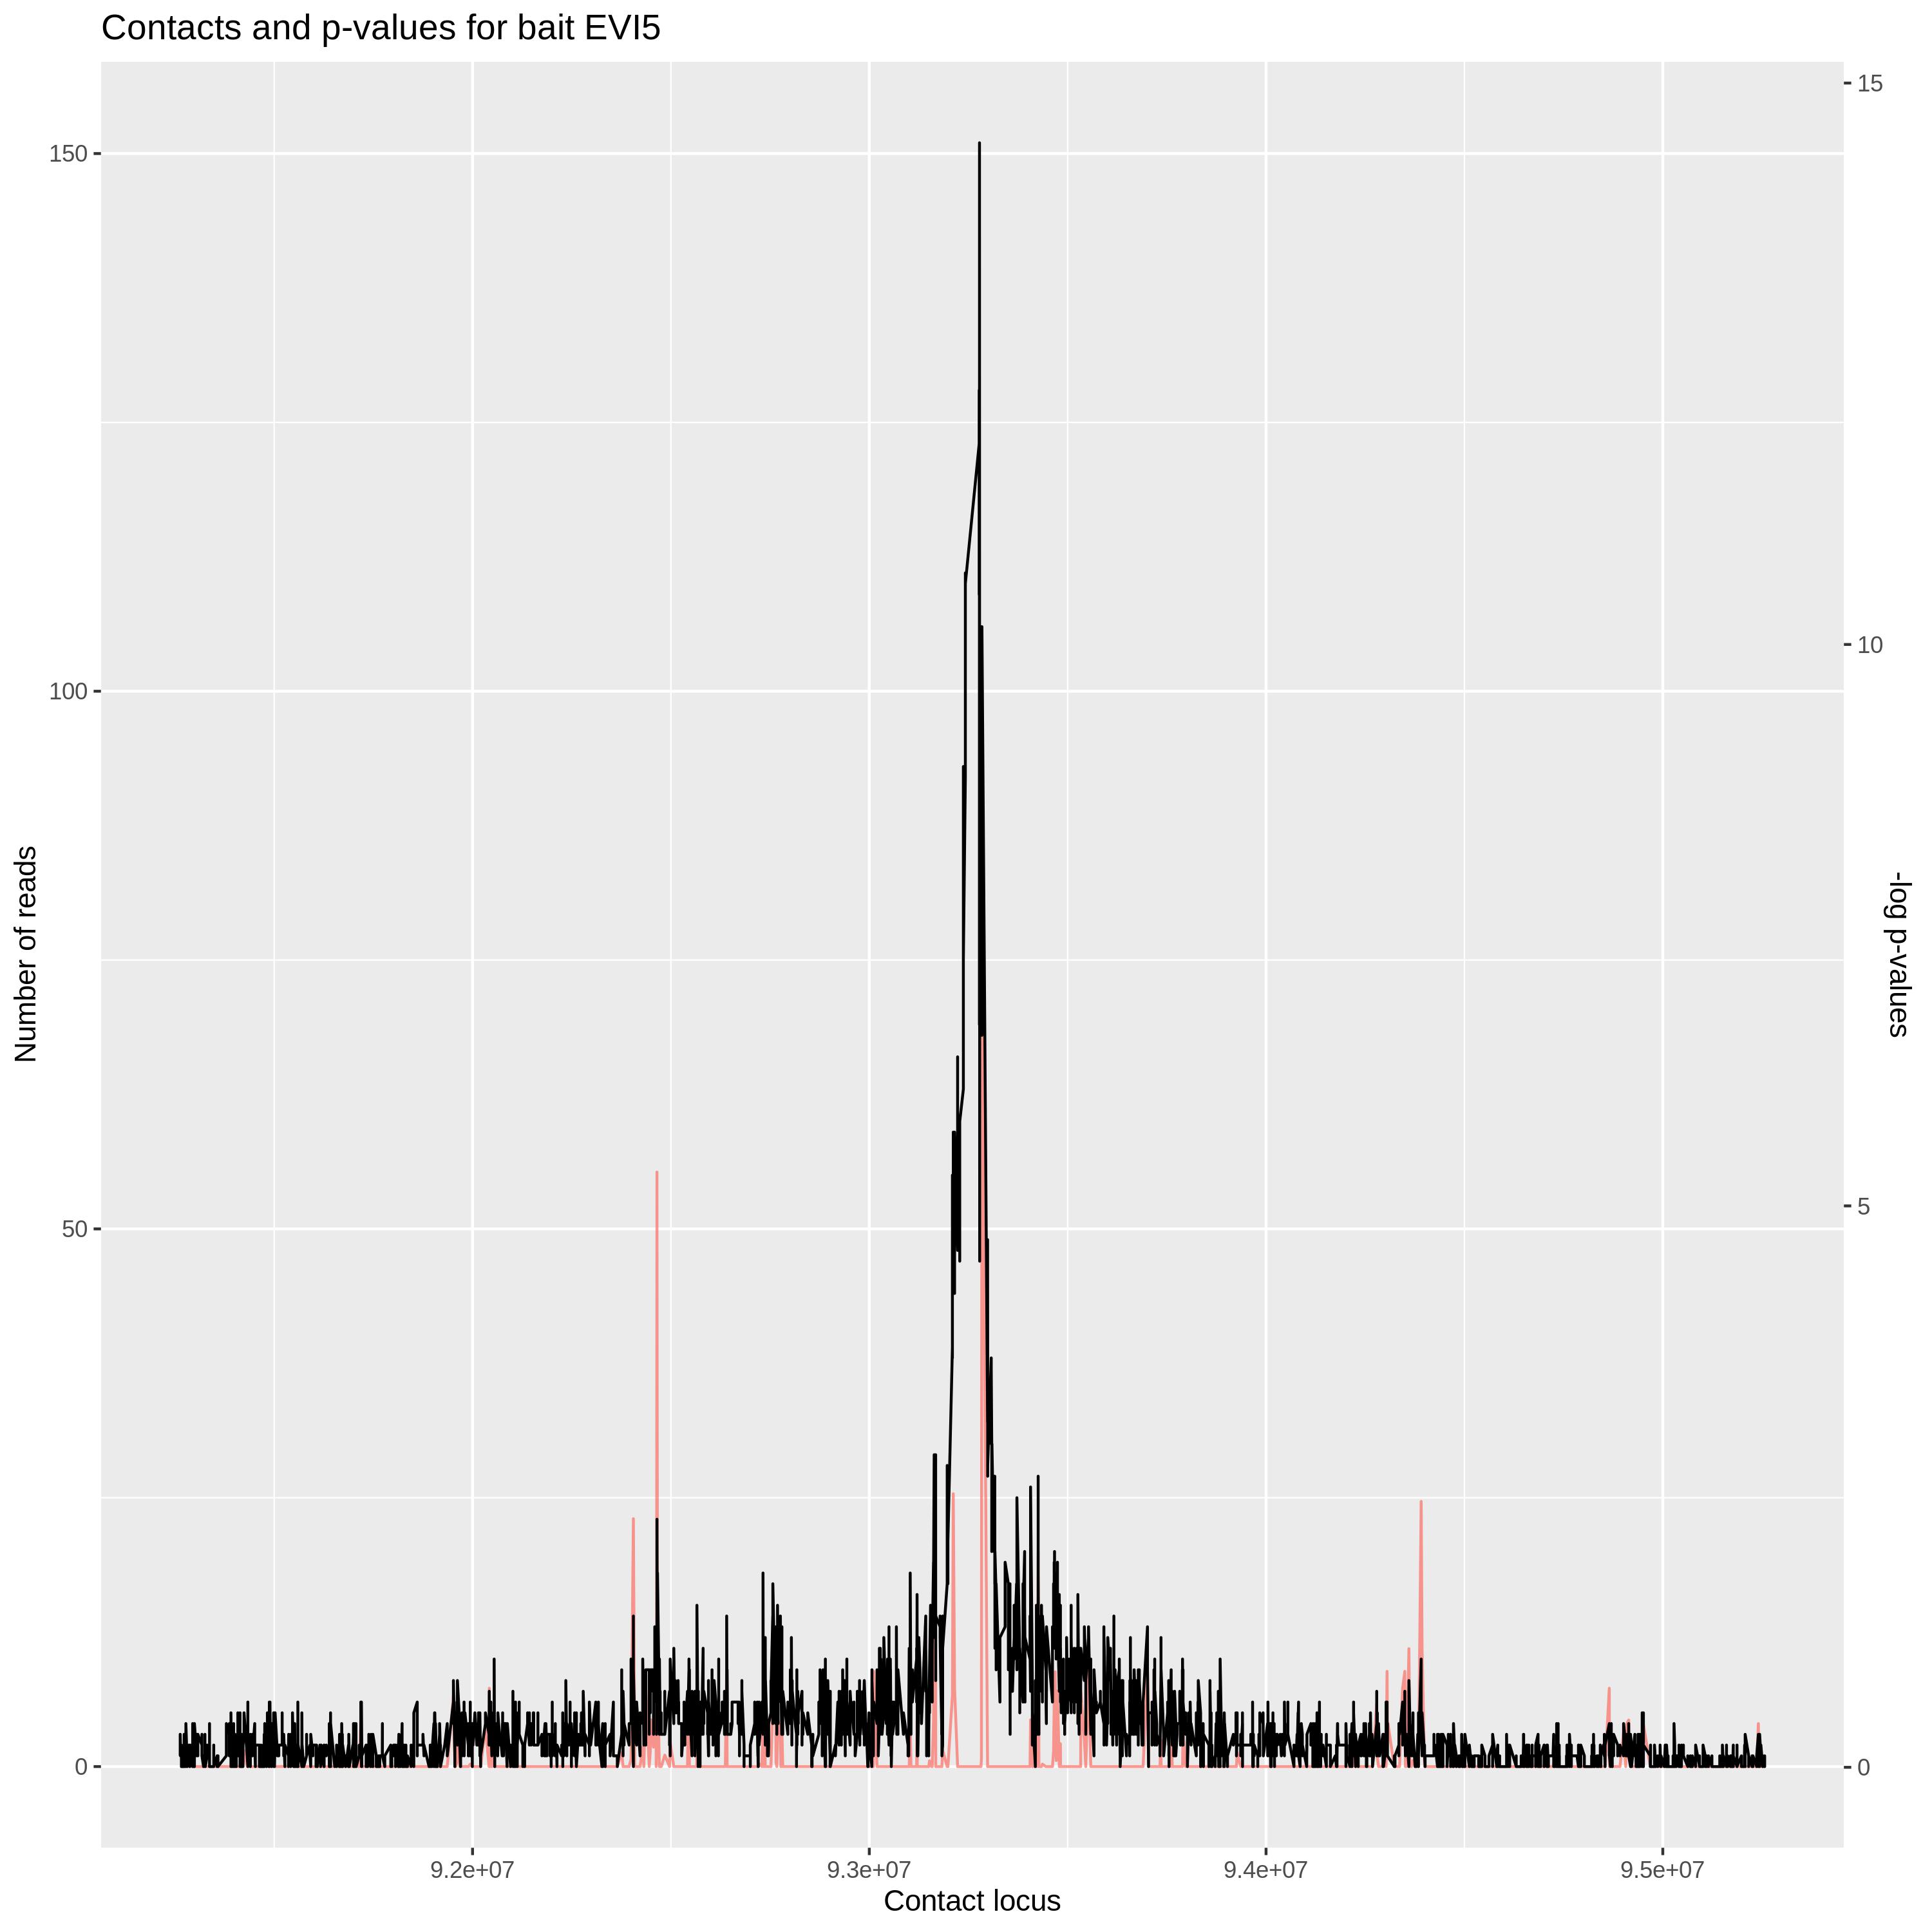 Contacts and p-values for bait EVI5
150
100
50
0
15
10
5
0
Number of reads
-log p-values
9.2e+07
9.3e+07
9.4e+07
9.5e+07
Contact locus